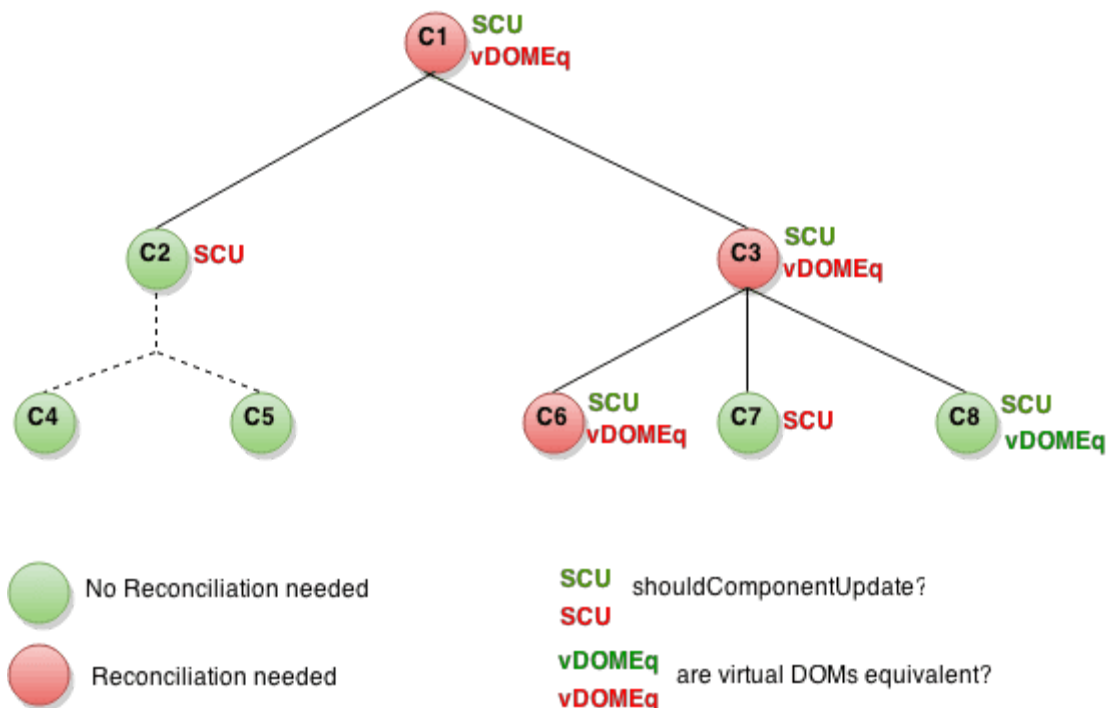 C1 SCU
vDOMEq
C2 SCU
C3 SCU
vDOMEq
C4
C5
C6 SCU
vDOMEq
C7 SCU
C8 SCU
vDOMEq
No Reconciliation needed
Reconciliation needed
SCU shouldComponentUpdate?
SCU
vDOMEq
are virtual DOMs equivalent?
vDOMEq